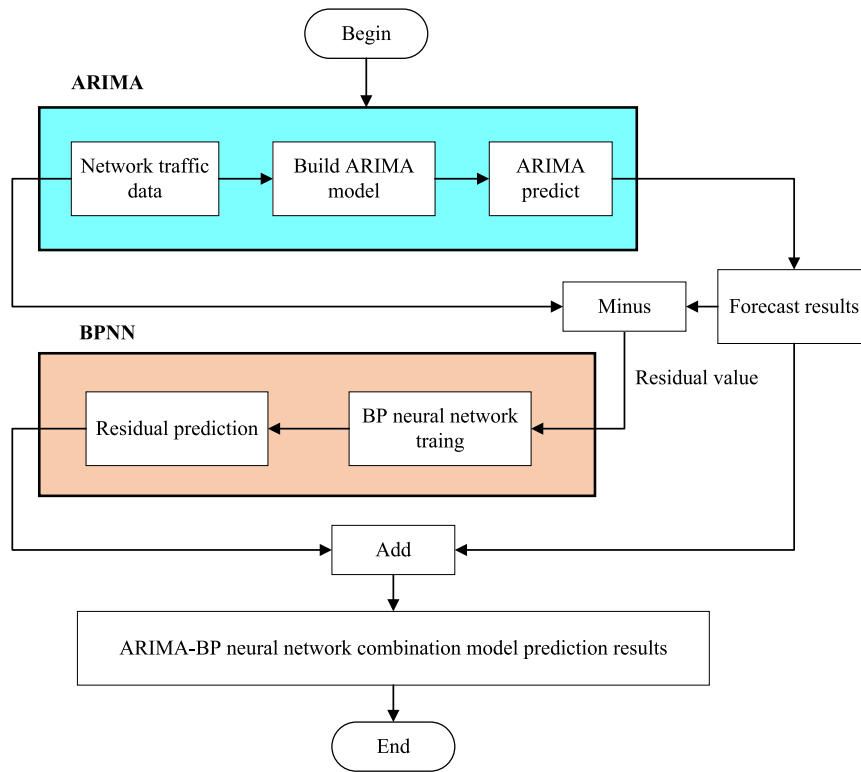 Begin
ARIMA
Network traffic
data
Build ARIMA
model
ARIMA
predict
Minus
Forecast results
BPNN
Residual value
Residual prediction
BP neural network
traing
Add
ARIMA-BP neural network combination model prediction results
End